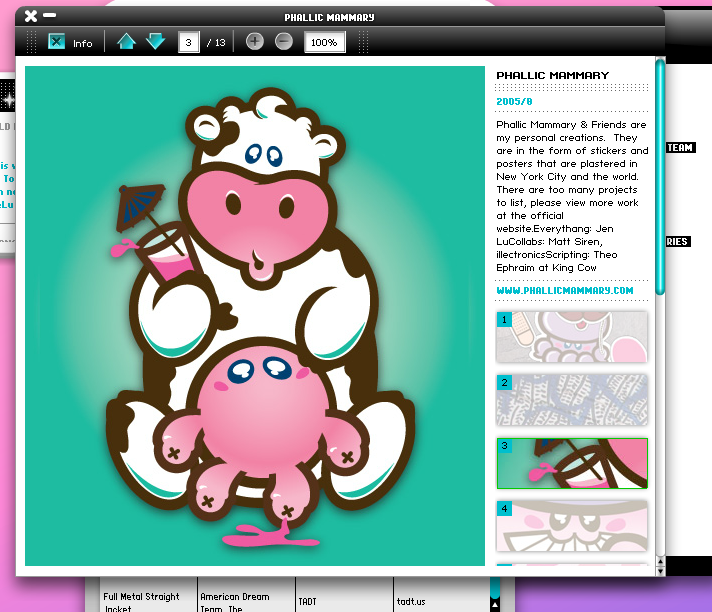 PHALLIC MAMMARY
Info
3 / 13
100%
PHALLIC MAMMARY
2005/8
Phallic Mammary & Friends are
my personal creations. They
are in the form of stickers and
posters that are plastered in
New York City and the world.
There are too many projects
to list, please view more work
at the official
website.Everythang: Jen
LuCollabs: Matt Siren,
illectronicsScripting: Theo
Ephraim at King Cow
WWW.PHALLICMAMMARY.COM
1
2
3
4
TEAM
RIES
Full Metal Straight
Jacket
American Dream
Team, The
TADT
tadt.us